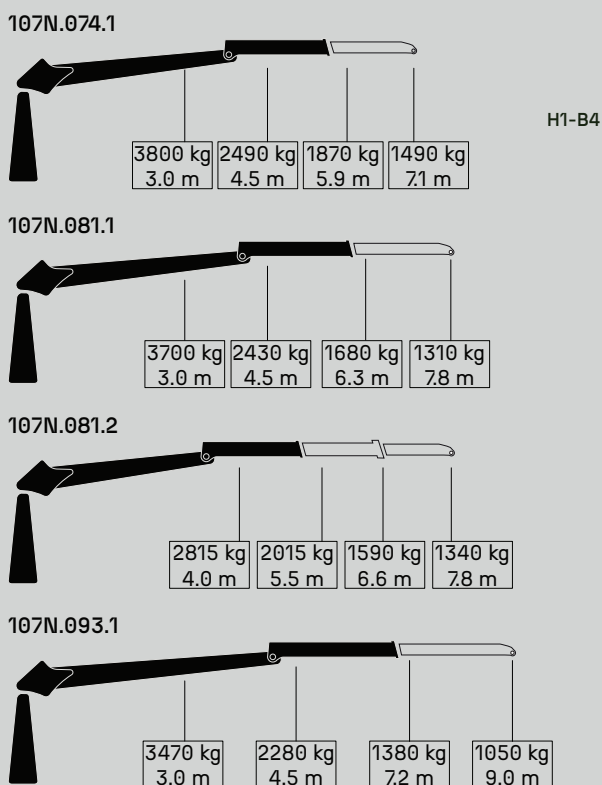 107N.074.1
H1-B4
3800 kg 2490 kg 1870 kg 1490 kg
3.0 m 4.5 m 5.9 m 7.1 m
107N.081.1
3700 kg 2430 kg 1680 kg 1310 kg
3.0 m 4.5 m 6.3 m 7.8 m
107N.081.2
2815 kg 2015 kg 1590 kg 1340 kg
4.0 m 5.5 m 6.6 m 7.8 m
107N.093.1
3470 kg 2280 kg 1380 kg 1050 kg
3.0 m 4.5 m 7.2 m 9.0 m